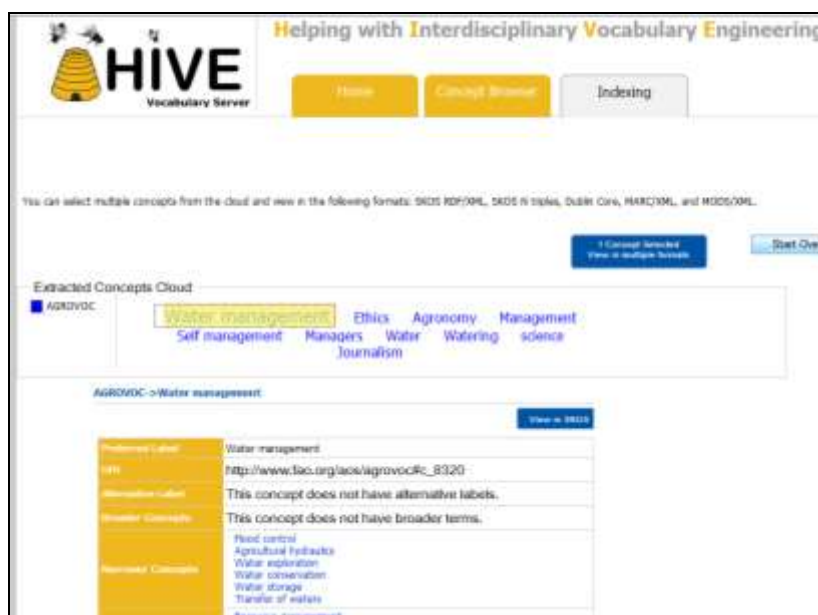 HIVE
Vocabulary Server
Helping with Interdisciplinary Vocabulary Engineering
Home
Concept Browser
Indexing
You can select multiple concepts from the cloud and view in the following formats: SKOS RDF/XML, SKOS N triples, Dublin Core, MARC/XML, and MODS/XML.
1 Concept Selected
View in multiple formats
Start Ove
Extracted Concepts Cloud
AGROVOC
Water management Ethics Agronomy Management
Self management Managers Water Watering science
Journalism
AGROVOC->Water management
View in SKOS
Preferred Label Water management
URI http://www.fao.org/aos/agrovoc#c_8320
Alternative Label This concept does not have alternative labels.
Broader Concepts This concept does not have broader terms.
Narrower Concepts
Flood control
Agricultural hydraulics
Water exploration
Water conservation
Water storage
Transfer of waters